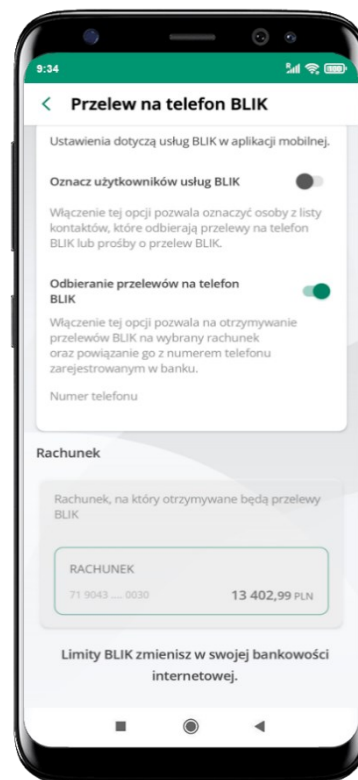 9:34
Przelew na telefon BLIK
Ustawienia dotyczą usług BLIK w aplikacji mobilnej.
Oznacz użytkowników usług BLIK
Włączenie tej opcji pozwala oznaczyć osoby z listy
kontaktów, które odbierają przelewy na telefon
BLIK lub prośby o przelew BLIK.
Odbieranie przelewów na telefon
BLIK
Włączenie tej opcji pozwala na otrzymywanie
przelewów BLIK na wybrany rachunek
oraz powiązanie go z numerem telefonu
zarejestrowanym w banku.
Numer telefonu
Rachunek
Rachunek, na który otrzymywane będą przelewy
BLIK
RACHUNEK
71 9043 .... 0030 13 402,99 PLN
Limity BLIK zmienisz w swojej bankowości
internetowej.